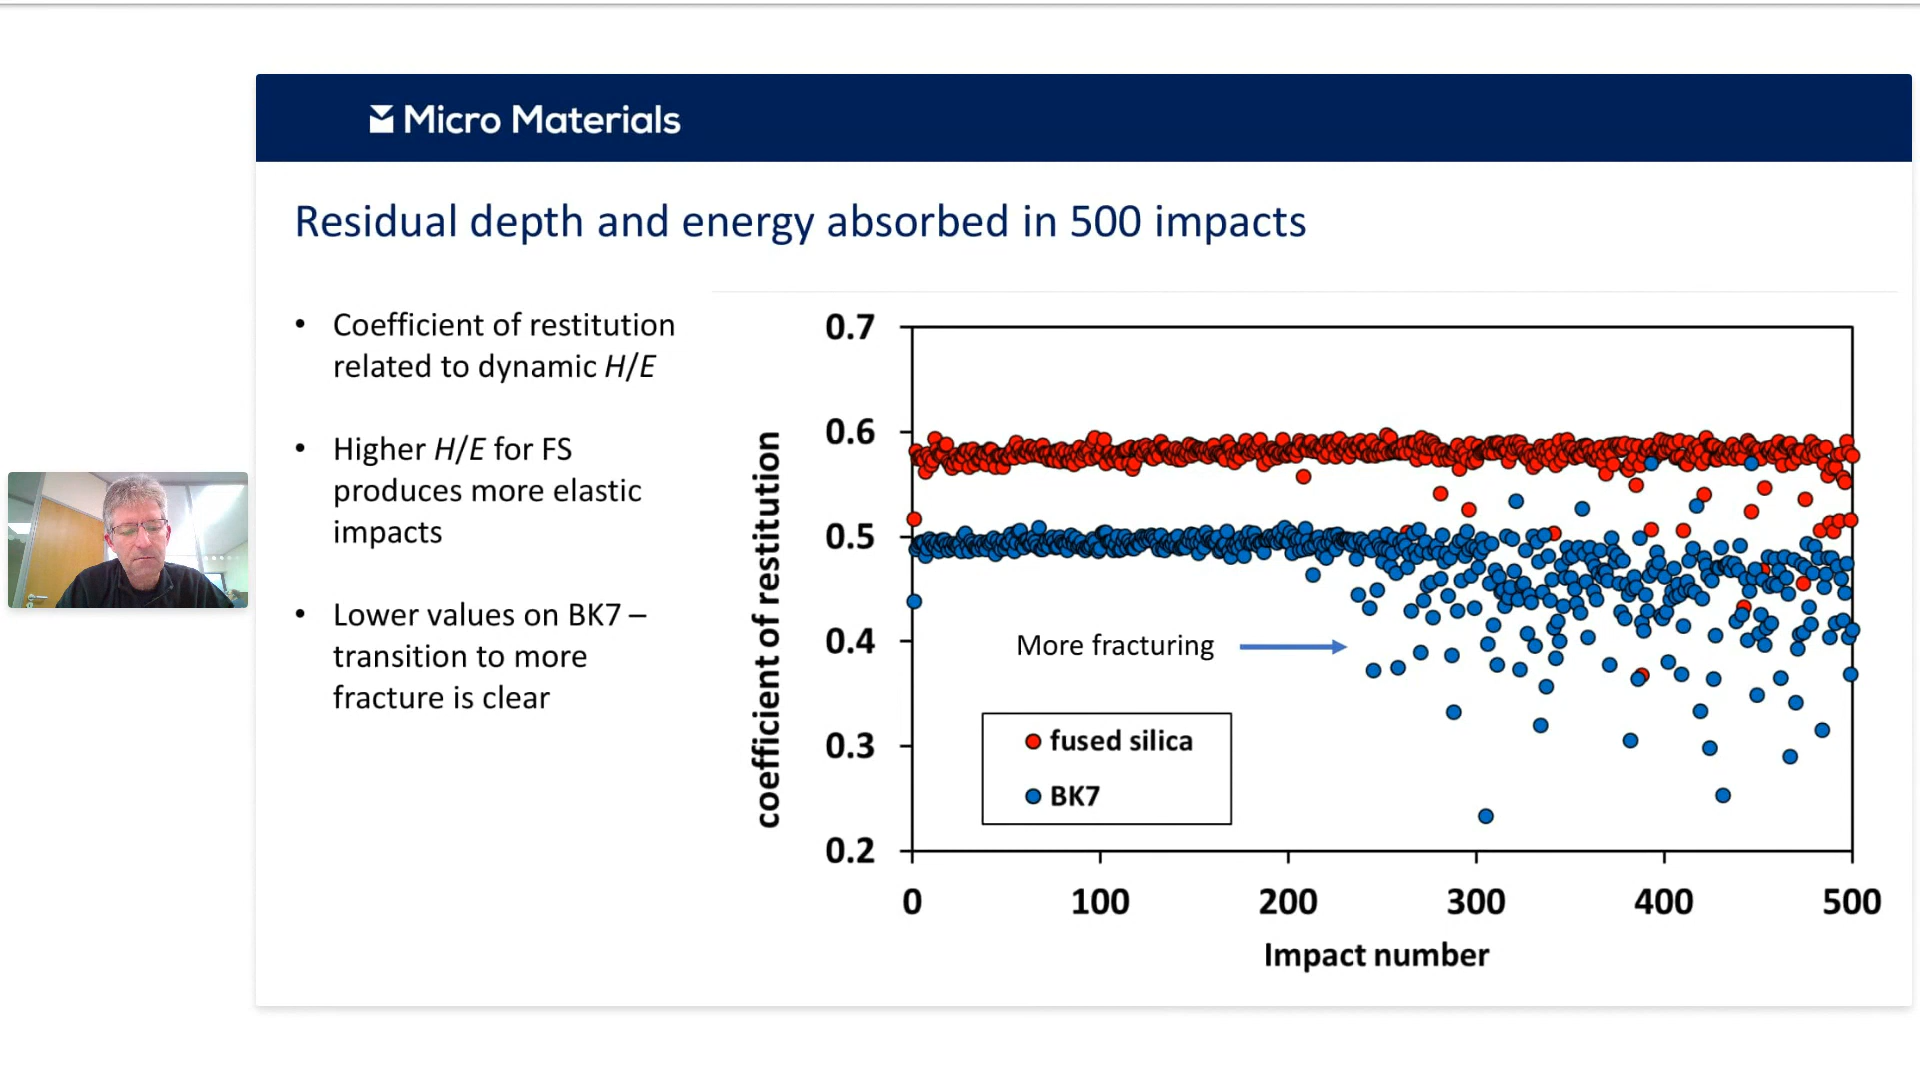 Micro Materials
Residual depth and energy absorbed in 500 impacts
• Coefficient of restitution
related to dynamic H/E
• Higher H/E for FS
produces more elastic
impacts
• Lower values on BK7 –
transition to more
fracture is clear
coefficient of restitution
0.7
0.6
0.5
0.4
0.3
0.2
More fracturing
fused silica
BK7
0 100 200 300 400 500
Impact number